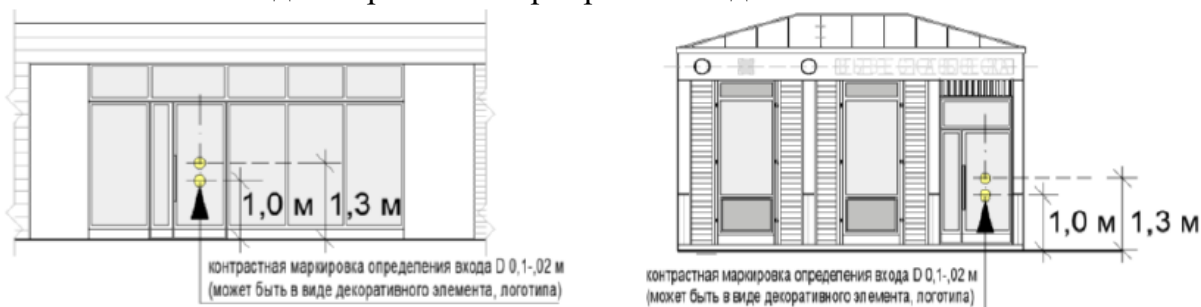 1,0 м 1,3 м
контрастная маркировка определения входа D 0,1-,02 м
(может быть в виде декоративного элемента, логотипа)
1,0 м 1,3 м
контрастная маркировка определения входа D 0,1-,02 м
(может быть в виде декоративного элемента, логотипа)